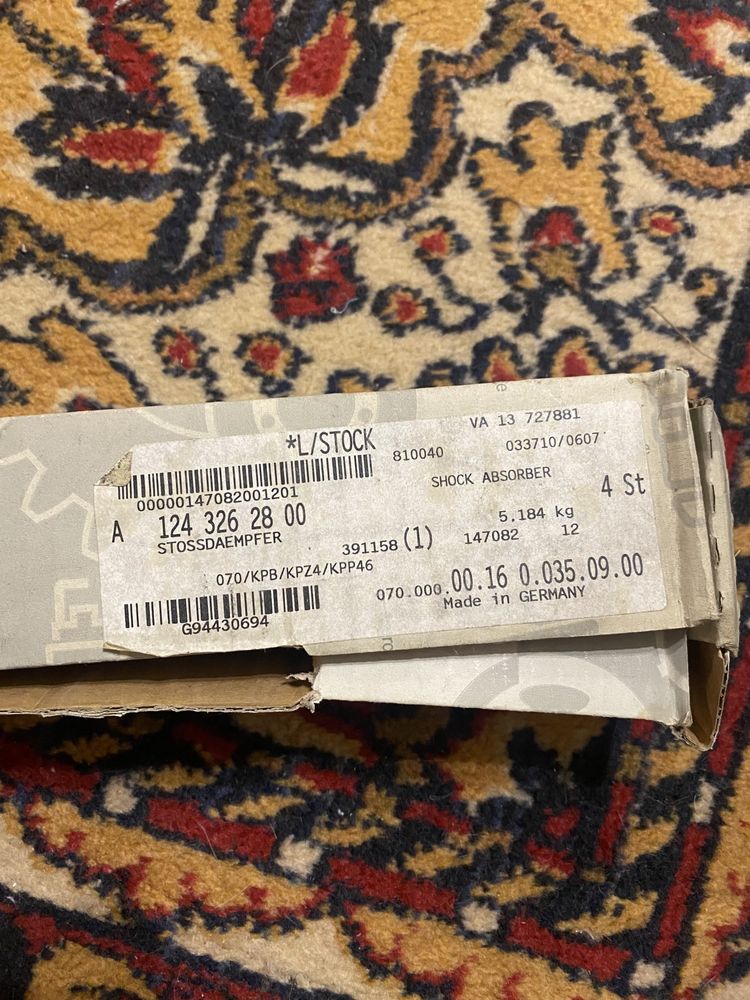 VA 13 727881
*L/STOCK 810040 033710/0607
00000147082001201 SHOCK ABSORBER
A 124 326 28 00 4 St
STOSSDAEMPFER 5,184 kg
391158 (1) 147082 12
070/KPB/KPZ4/KPP46
070.000.00.16 0.035.09.00
Made in GERMANY
G94430694